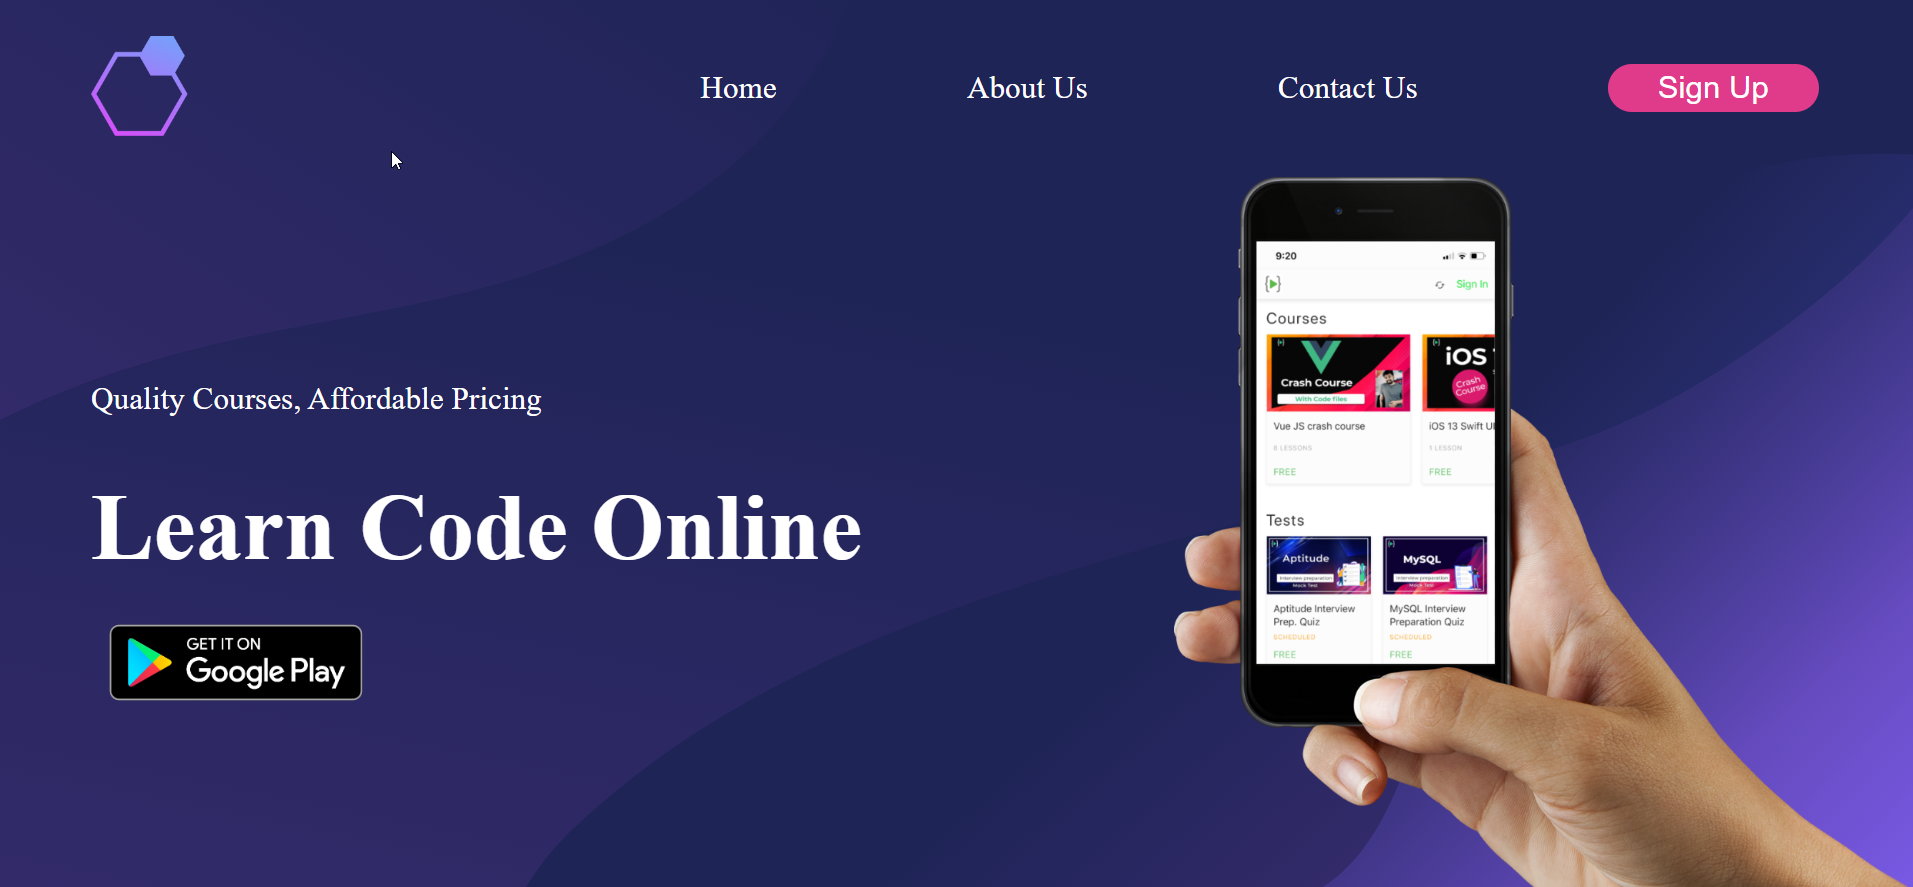 Home
About Us
Contact Us
Sign Up
9:20
Sign In
Courses
Crash Course
With Code files
iOS 1
Crash
Course
Vue JS crash course
iOS 13 Swift UI
6 LESSONS
1 LESSON
FREE
FREE
Quality Courses, Affordable Pricing
Learn Code Online
Tests
Aptitude
Interview preparation
Mock Test
MySQL
Interview preparation
Mock Test
Aptitude Interview
Prep. Quiz
MySQL Interview
Preparation Quiz
SCHEDULED
SCHEDULED
FREE
FREE
GET IT ON
Google Play